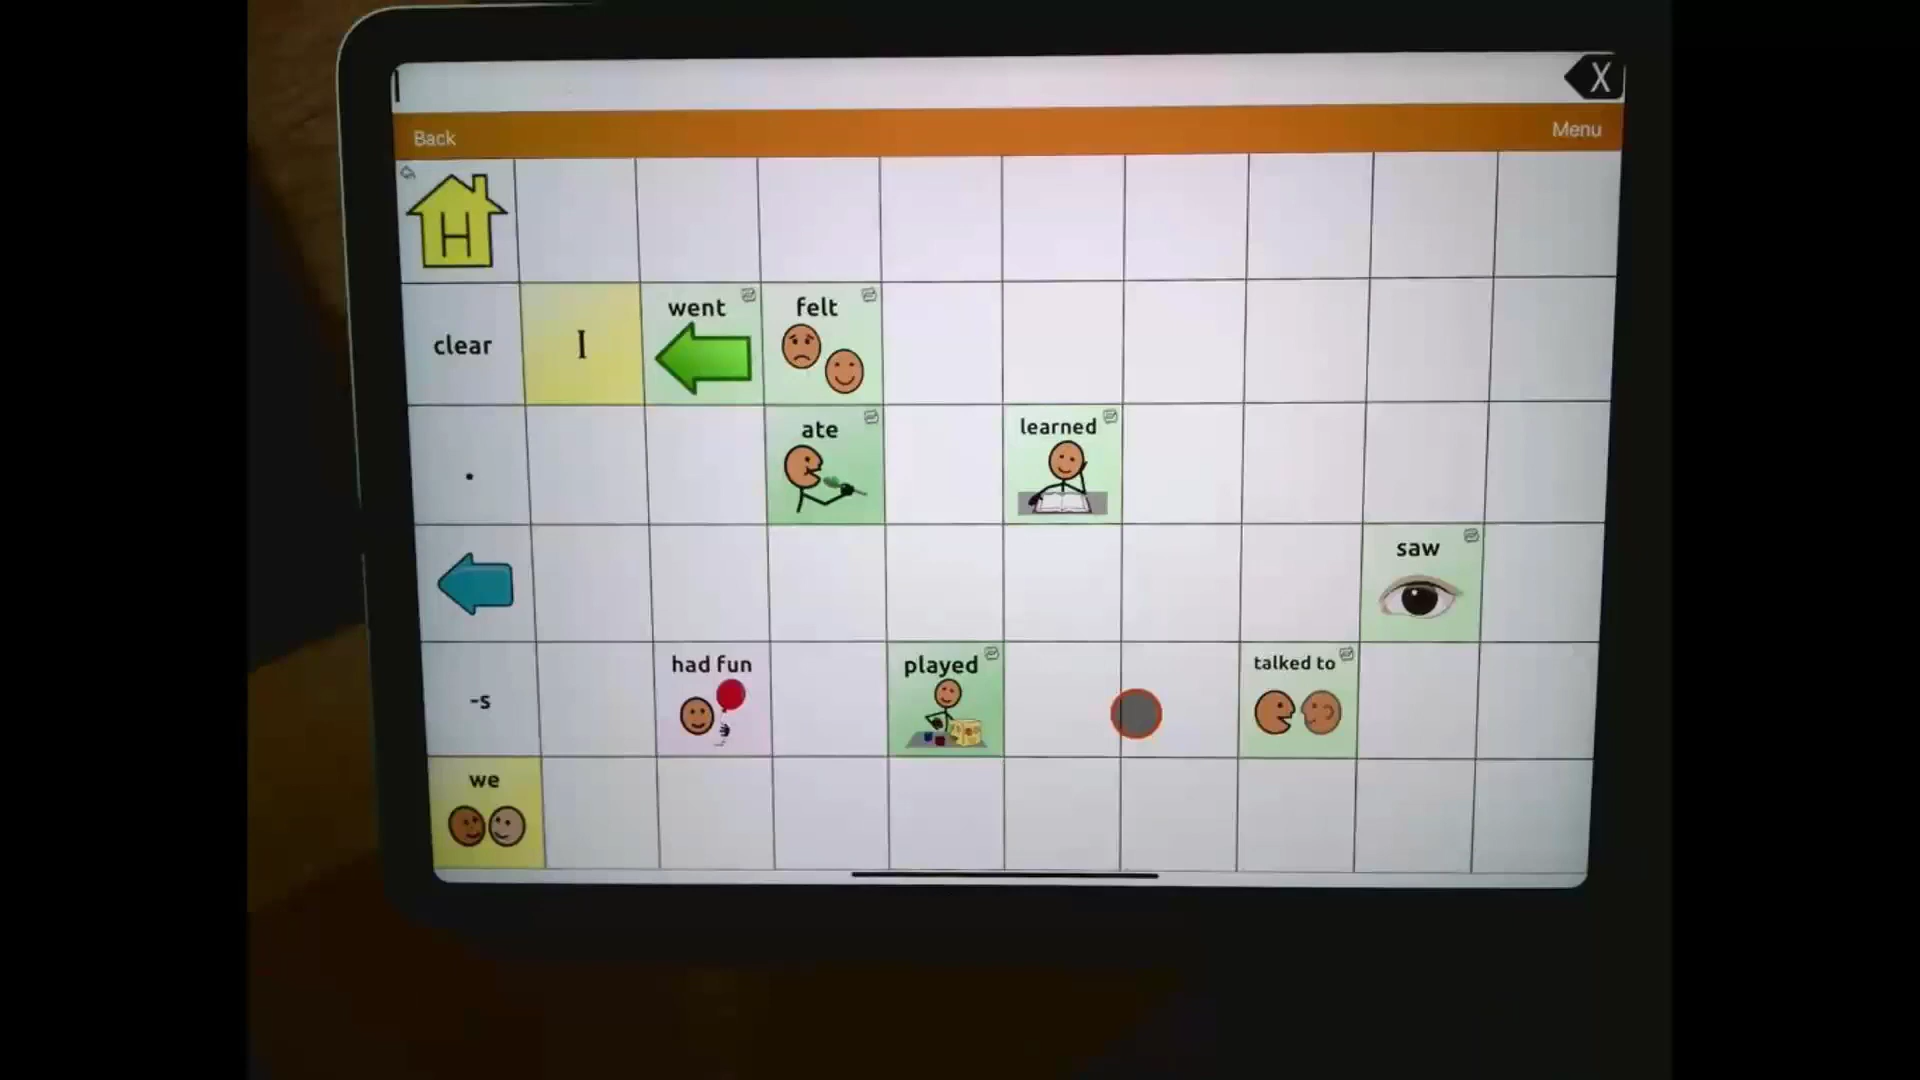 X
Back
Menu
H
clear
I
went
felt
.
ate
learned
saw
-s
had fun
played
talked to
we